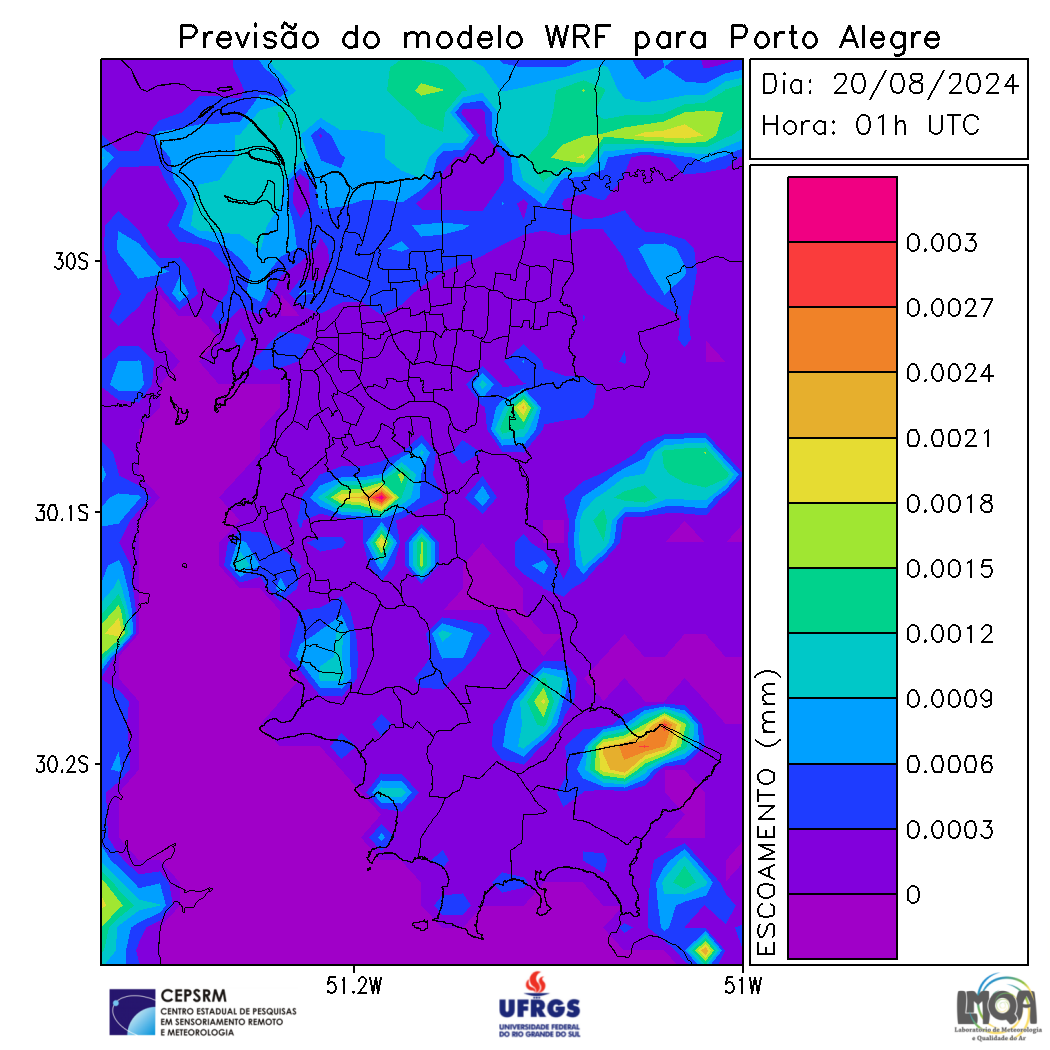 Previsão do modelo WRF para Porto Alegre
Dia: 20/08/2024
Hora: 01h UTC
30S
30.1S
30.2S
51.2W
51W
ESCOAMENTO (mm)
0.003
0.0027
0.0024
0.0021
0.0018
0.0015
0.0012
0.0009
0.0006
0.0003
0
CEPSRM
CENTRO ESTADUAL DE PESQUISAS
EM SENSORIAMENTO REMOTO
E METEOROLOGIA
UFRGS
UNIVERSIDADE FEDERAL
DO RIO GRANDE DO SUL
LMQA
Laboratório de Meteorologia
e Qualidade do Ar